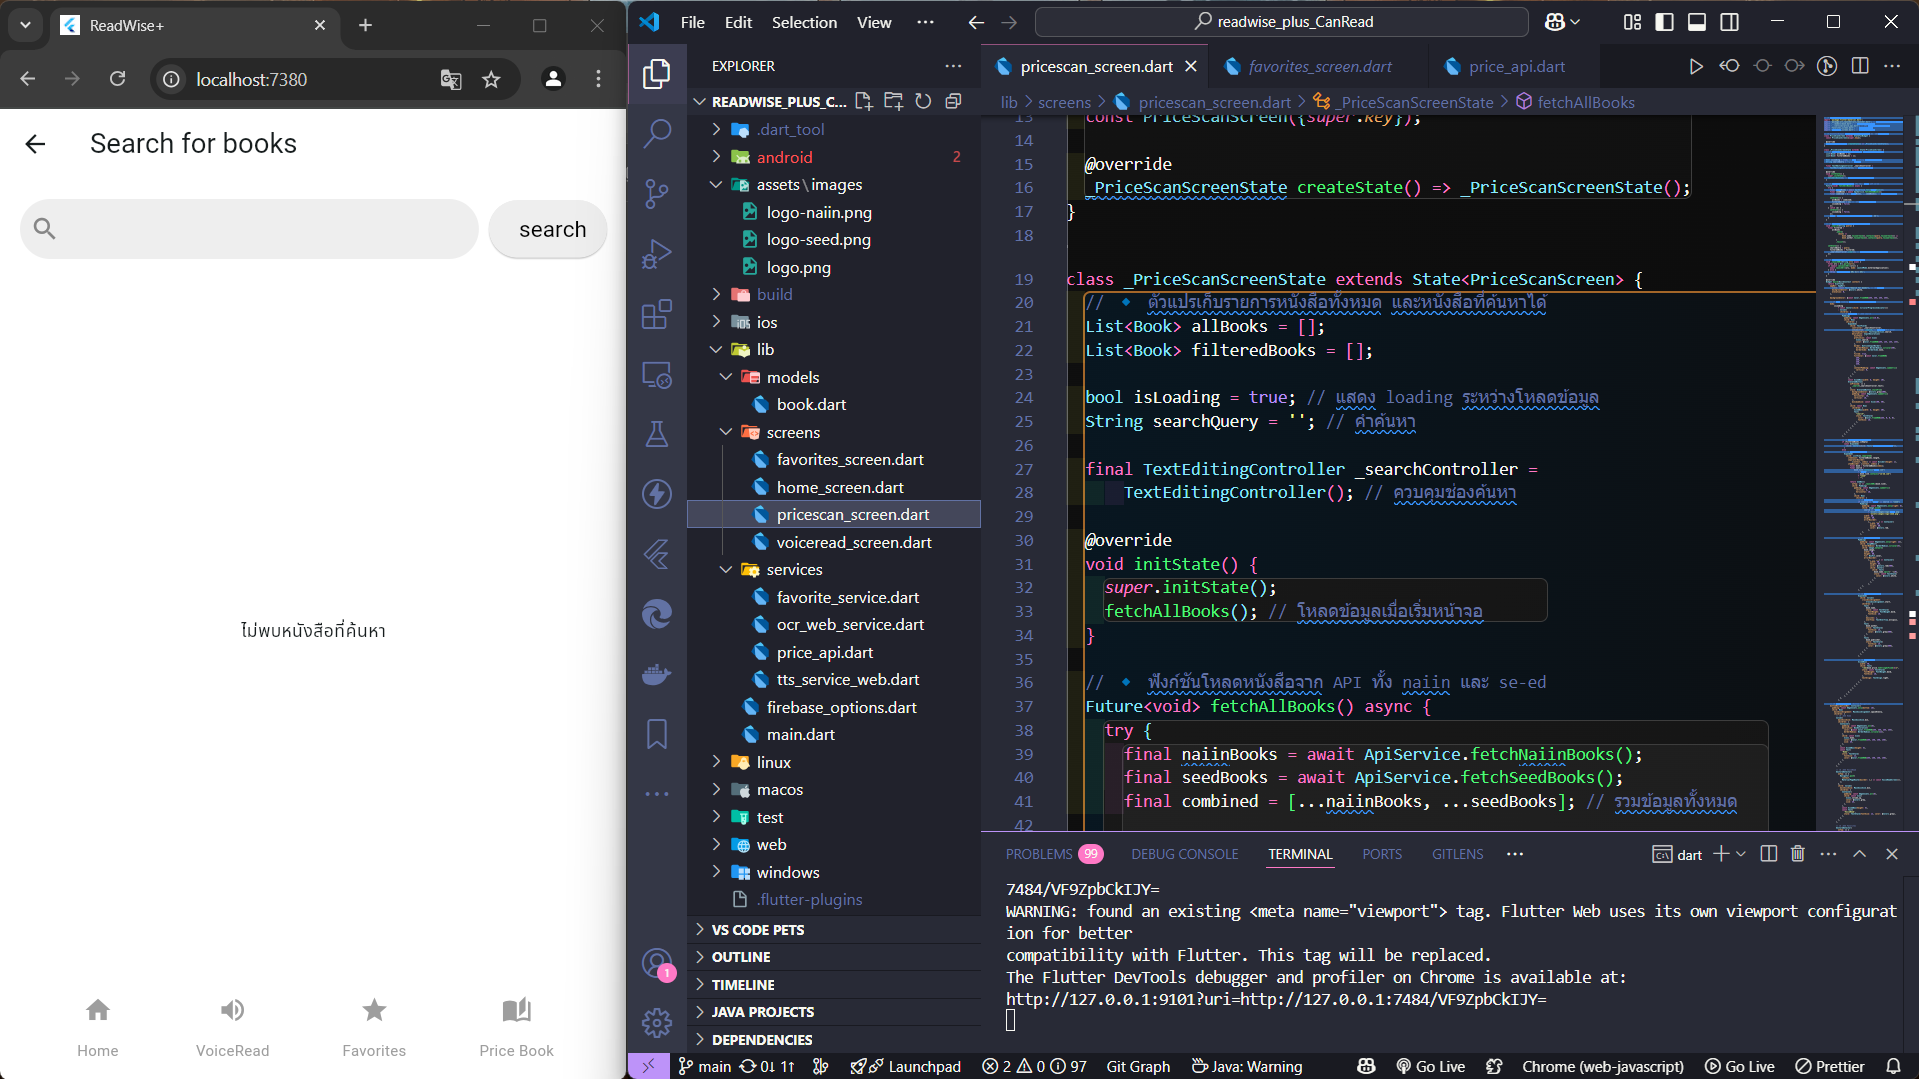 ReadWise+
localhost:7380
Search for books
search
ไม่พบหนังสือที่ค้นหา
Home
VoiceRead
Favorites
Price Book
File Edit Selection View
readwise_plus_CanRead
EXPLORER
READWISE_PLUS_C...
.dart_tool
android 2
assets\images
logo-naiin.png
logo-seed.png
logo.png
build
ios
lib
models
book.dart
screens
favorites_screen.dart
home_screen.dart
pricescan_screen.dart
voiceread_screen.dart
services
favorite_service.dart
ocr_web_service.dart
price_api.dart
tts_service_web.dart
firebase_options.dart
main.dart
linux
macos
test
web
windows
.flutter-plugins
VS CODE PETS
OUTLINE
TIMELINE
JAVA PROJECTS
DEPENDENCIES
1
pricescan_screen.dart favorites_screen.dart price_api.dart
lib > screens > pricescan_screen.dart > _PriceScanScreenState > fetchAllBooks
13 const PriceScanScreen({super.key});
14
15 @override
16 _PriceScanScreenState createState() => _PriceScanScreenState();
17 }
18
19 class _PriceScanScreenState extends State<PriceScanScreen> {
20 // 🔹 ตัวแปรเก็บรายการหนังสือทั้งหมด และหนังสือที่ค้นหาได้
21 List<Book> allBooks = [];
22 List<Book> filteredBooks = [];
23
24 bool isLoading = true; // แสดง loading ระหว่างโหลดข้อมูล
25 String searchQuery = ''; // คำค้นหา
26
27 final TextEditingController _searchController =
28 TextEditingController(); // ควบคุมช่องค้นหา
29
30 @override
31 void initState() {
32 super.initState();
33 fetchAllBooks(); // โหลดข้อมูลเมื่อเริ่มหน้าจอ
34 }
35
36 // 🔹 ฟังก์ชันโหลดหนังสือจาก API ทั้ง naiin และ se-ed
37 Future<void> fetchAllBooks() async {
38 try {
39 final naiinBooks = await ApiService.fetchNaiinBooks();
40 final seedBooks = await ApiService.fetchSeedBooks();
41 final combined = [...naiinBooks, ...seedBooks]; // รวมข้อมูลทั้งหมด
42
PROBLEMS 99 DEBUG CONSOLE TERMINAL PORTS GITLENS dart
7484/VF9ZpbCkIJY=
WARNING: found an existing <meta name="viewport"> tag. Flutter Web uses its own viewport configurat
ion for better
compatibility with Flutter. This tag will be replaced.
The Flutter DevTools debugger and profiler on Chrome is available at:
http://127.0.0.1:9101?uri=http://127.0.0.1:7484/VF9ZpbCkIJY=
main 0↓ 1↑ Launchpad 2 0 97 Git Graph Java: Warning Go Live Chrome (web-javascript) Go Live Prettier